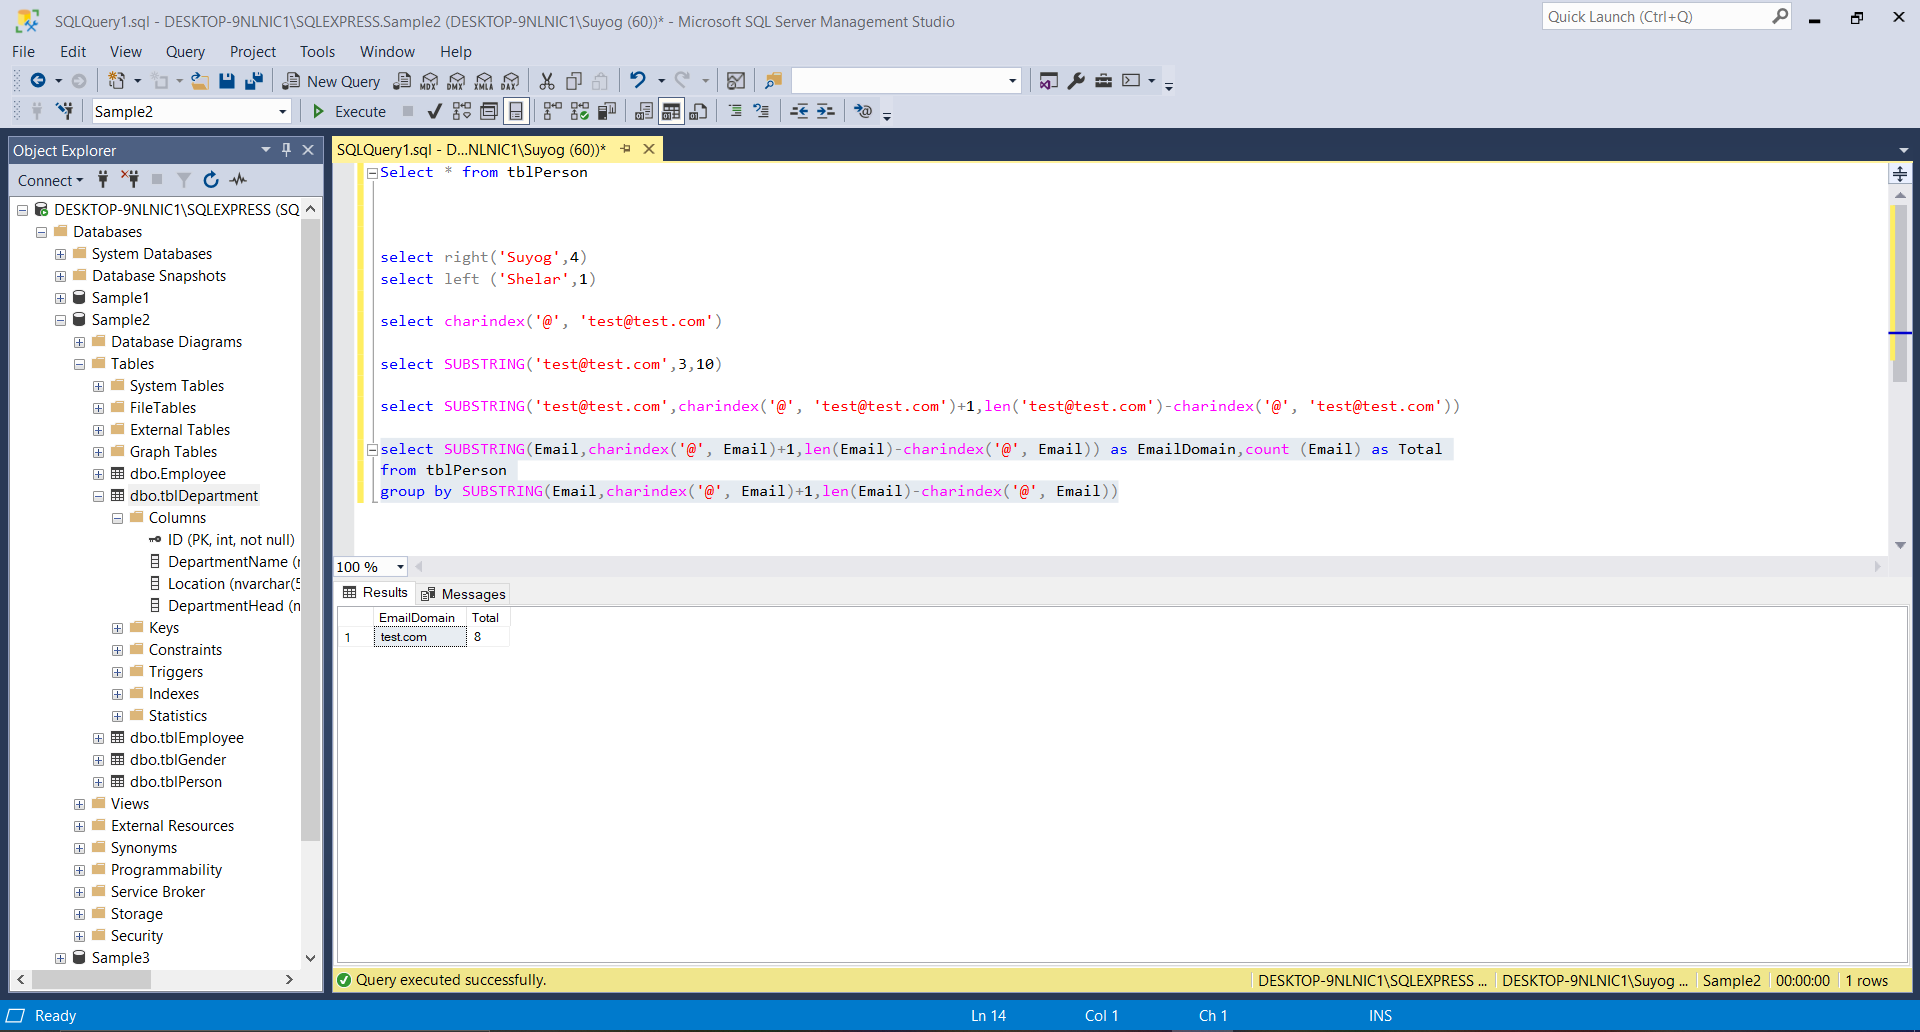 SQLQuery1.sql - DESKTOP-9NLNIC1\SQLEXPRESS.Sample2 (DESKTOP-9NLNIC1\Suyog (60))* - Microsoft SQL Server Management Studio
Quick Launch (Ctrl+Q)
File Edit View Query Project Tools Window Help
New Query MDX DMX XMLA DAX
Sample2 Execute
Object Explorer
Connect
DESKTOP-9NLNIC1\SQLEXPRESS (SQ
Databases
System Databases
Database Snapshots
Sample1
Sample2
Database Diagrams
Tables
System Tables
FileTables
External Tables
Graph Tables
dbo.Employee
dbo.tblDepartment
Columns
ID (PK, int, not null)
DepartmentName (r
Location (nvarchar(5
DepartmentHead (n
Keys
Constraints
Triggers
Indexes
Statistics
dbo.tblEmployee
dbo.tblGender
dbo.tblPerson
Views
External Resources
Synonyms
Programmability
Service Broker
Storage
Security
Sample3
SQLQuery1.sql - D...NLNIC1\Suyog (60))*
Select * from tblPerson
select right('Suyog',4)
select left ('Shelar',1)
select charindex('@', 'test@test.com')
select SUBSTRING('test@test.com',3,10)
select SUBSTRING('test@test.com',charindex('@', 'test@test.com')+1,len('test@test.com')-charindex('@', 'test@test.com'))
select SUBSTRING(Email,charindex('@', Email)+1,len(Email)-charindex('@', Email)) as EmailDomain,count (Email) as Total
from tblPerson
group by SUBSTRING(Email,charindex('@', Email)+1,len(Email)-charindex('@', Email))
100 %
Results Messages
EmailDomain Total
1 test.com 8
Query executed successfully.
DESKTOP-9NLNIC1\SQLEXPRESS ... DESKTOP-9NLNIC1\Suyog ... Sample2 00:00:00 1 rows
Ready Ln 14 Col 1 Ch 1 INS